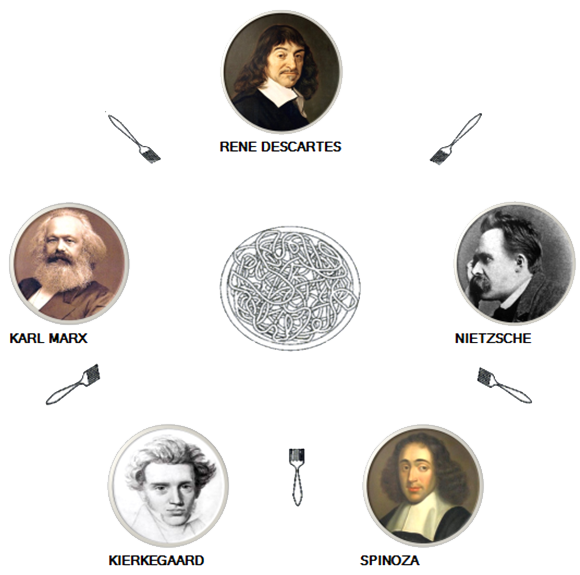 RENE DESCARTES
KARL MARX
NIETZSCHE
KIERKEGAARD
SPINOZA